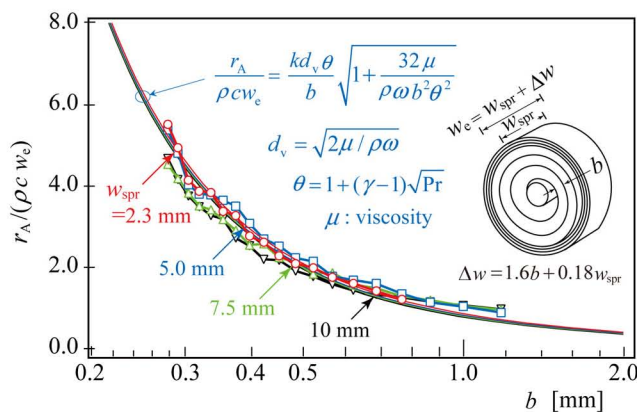 8.0
6.0
4.0
2.0
0.0
r_A/(ρc w_e)
r_A/ρcw_e = kd_vθ/b √(1 + 32μ/ρωb²θ²)
d_v = √(2μ/ρω)
θ = 1+(γ−1)√Pr
μ : viscosity
w_e = w_spr + Δw
w_spr
b
Δw = 1.6b + 0.18w_spr
w_spr
=2.3 mm
5.0 mm
7.5 mm
10 mm
0.2 0.3 0.4 0.5 1.0 2.0
b [mm]